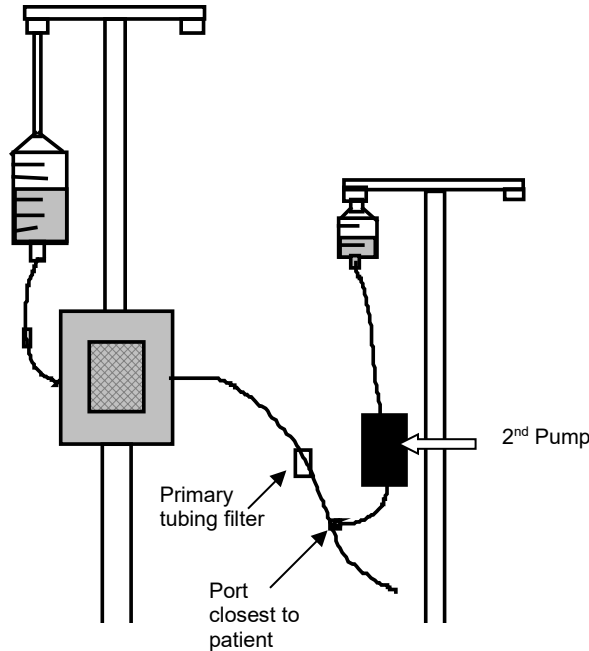 2nd Pump
Primary
tubing filter
Port
closest to
patient